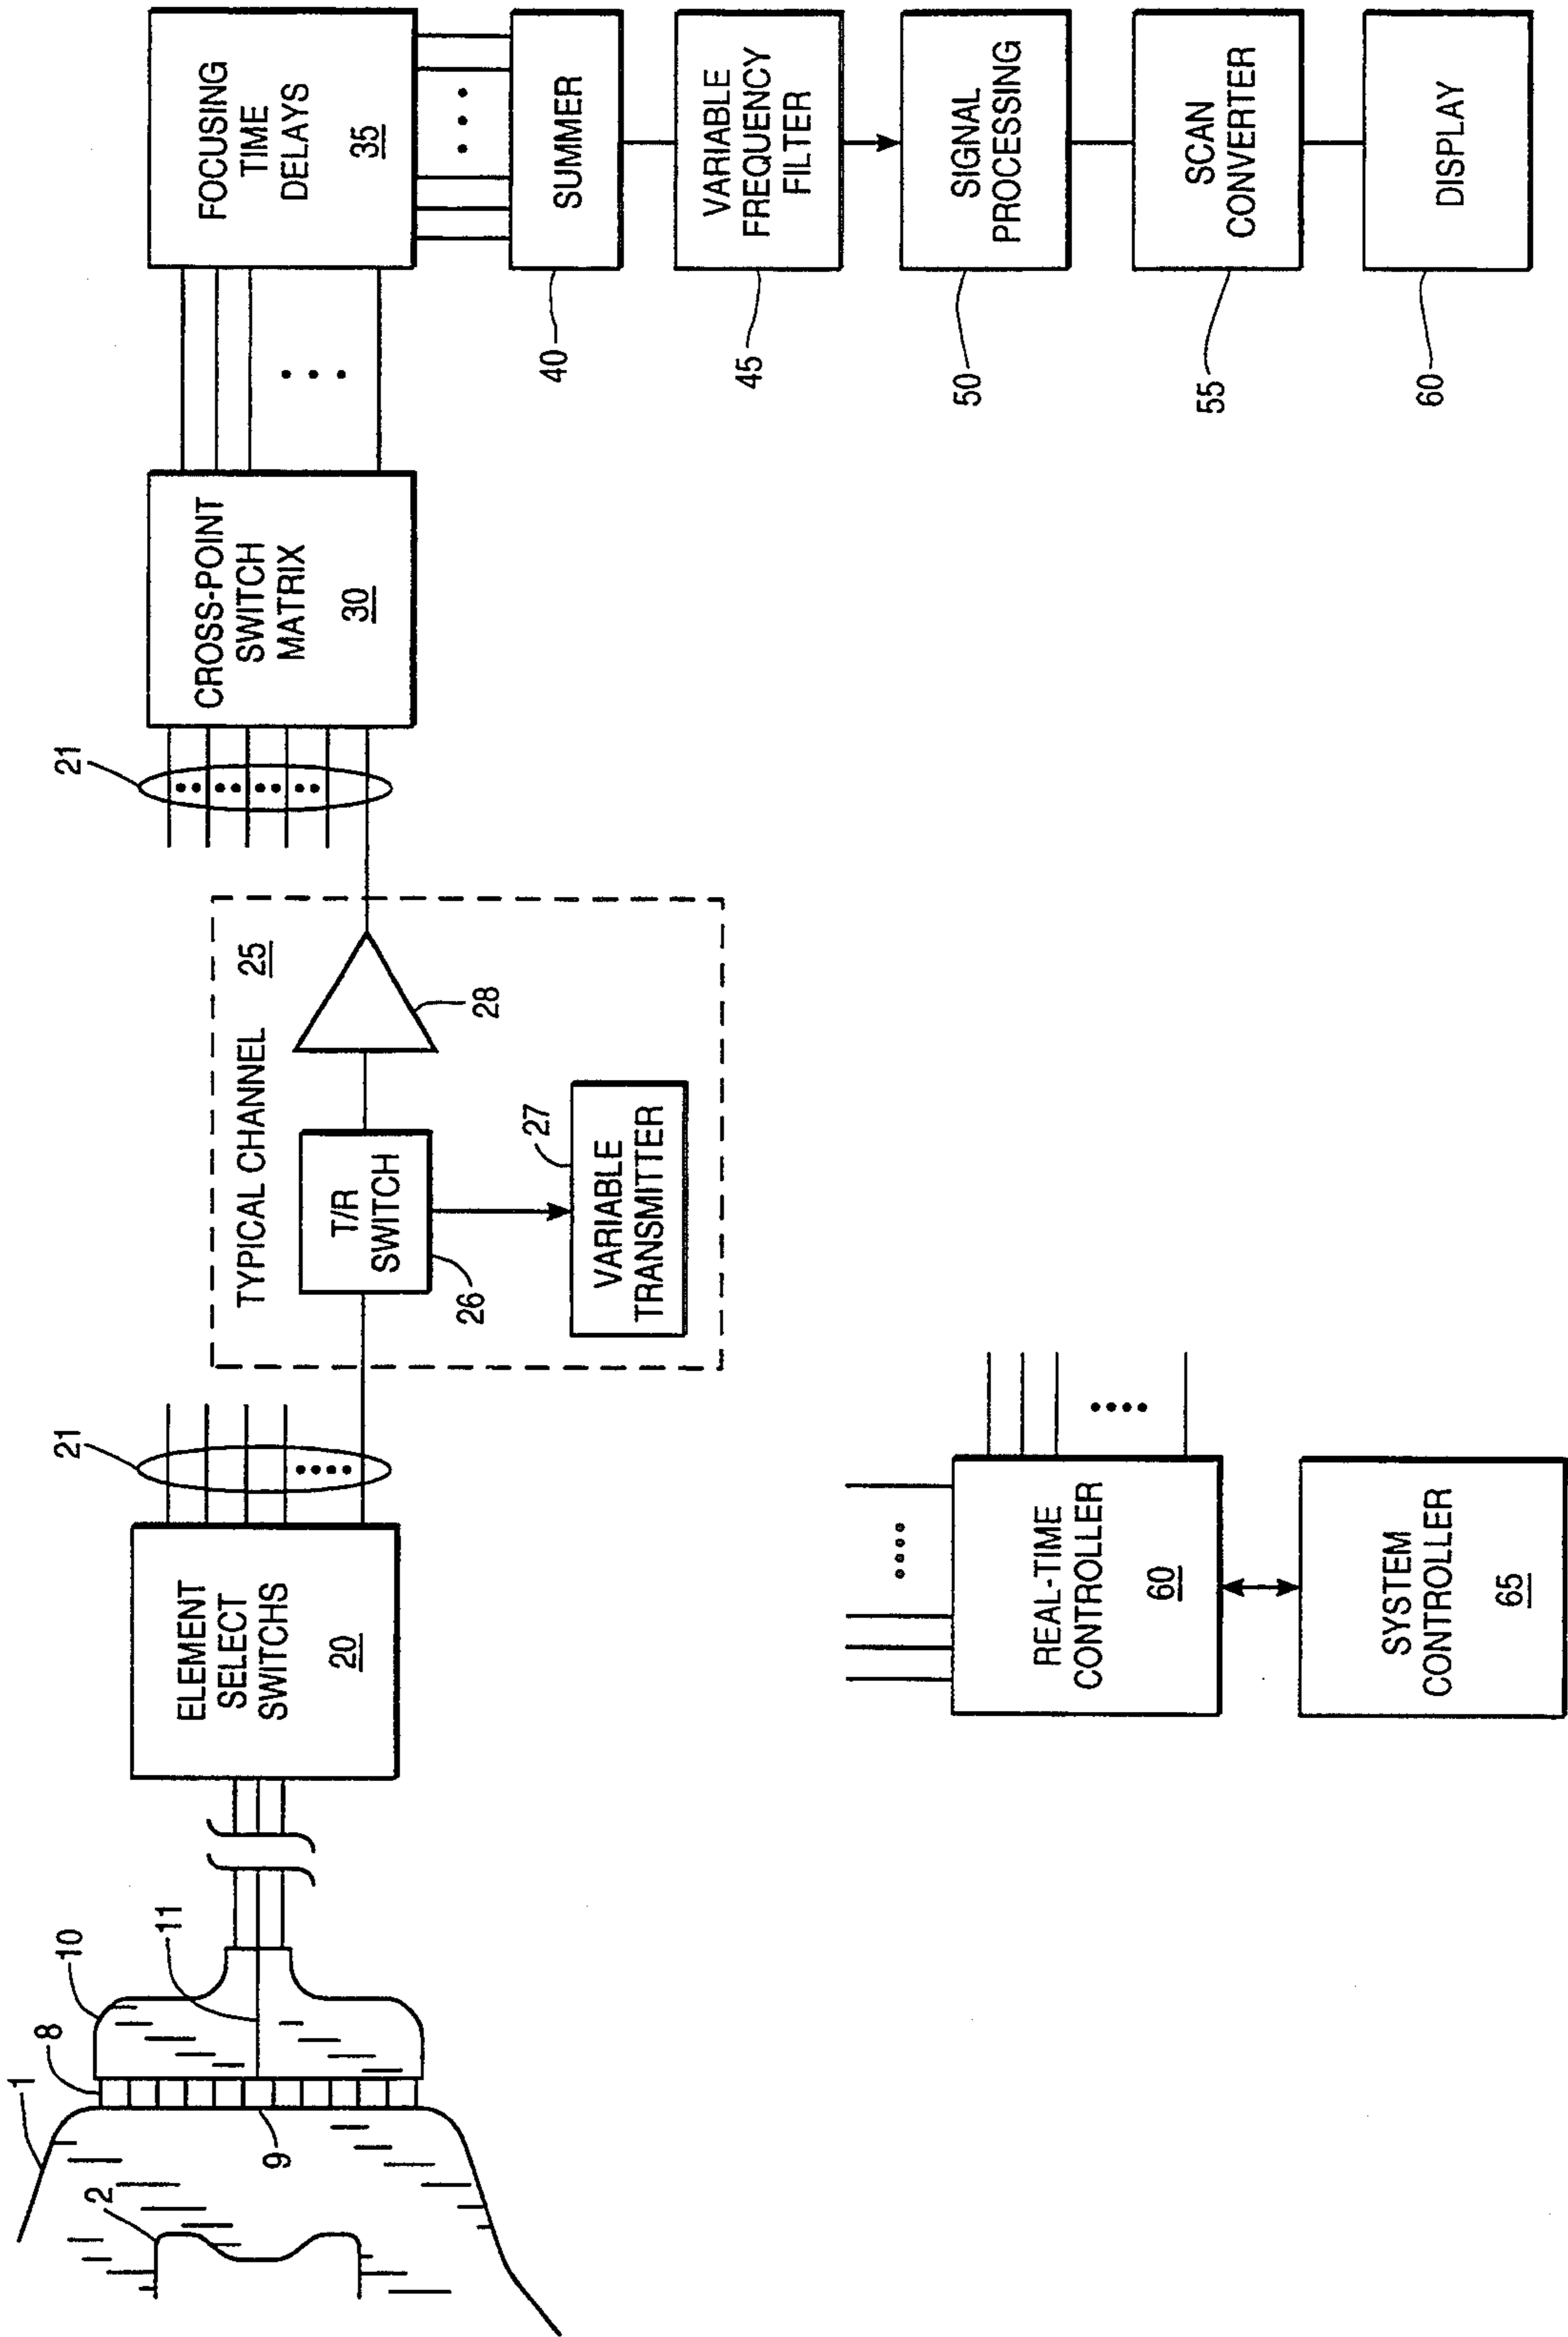 1
2
8
9
10
11
ELEMENT
SELECT
SWITCHS
20
21
TYPICAL CHANNEL 25
T/R
SWITCH
26
27
VARIABLE
TRANSMITTER
28
21
CROSS-POINT
SWITCH
MATRIX
30
FOCUSING
TIME
DELAYS
35
SUMMER
40
VARIABLE
FREQUENCY
FILTER
45
SIGNAL
PROCESSING
50
SCAN
CONVERTER
55
DISPLAY
60
REAL-TIME
CONTROLLER
60
SYSTEM
CONTROLLER
65